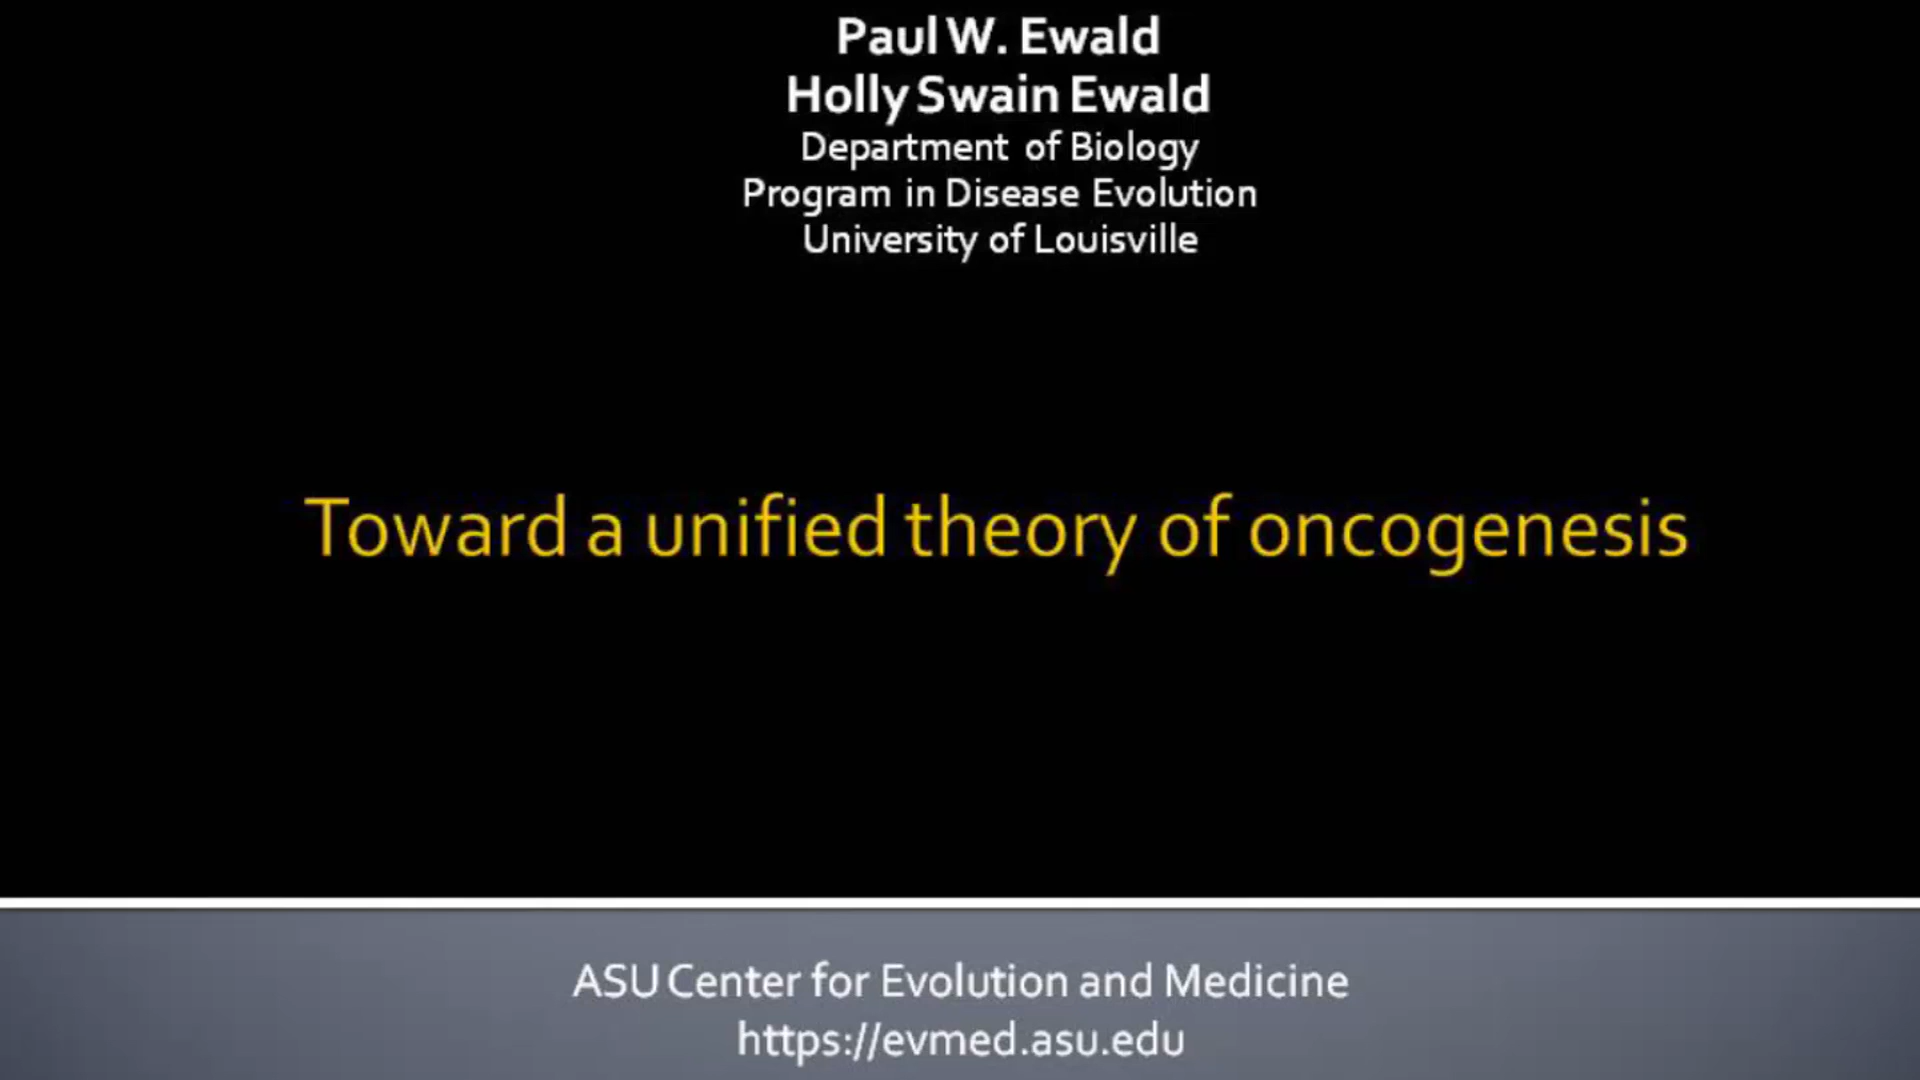 Paul W. Ewald
Holly Swain Ewald
Department of Biology
Program in Disease Evolution
University of Louisville
Toward a unified theory of oncogenesis
ASU Center for Evolution and Medicine
https://evmed.asu.edu